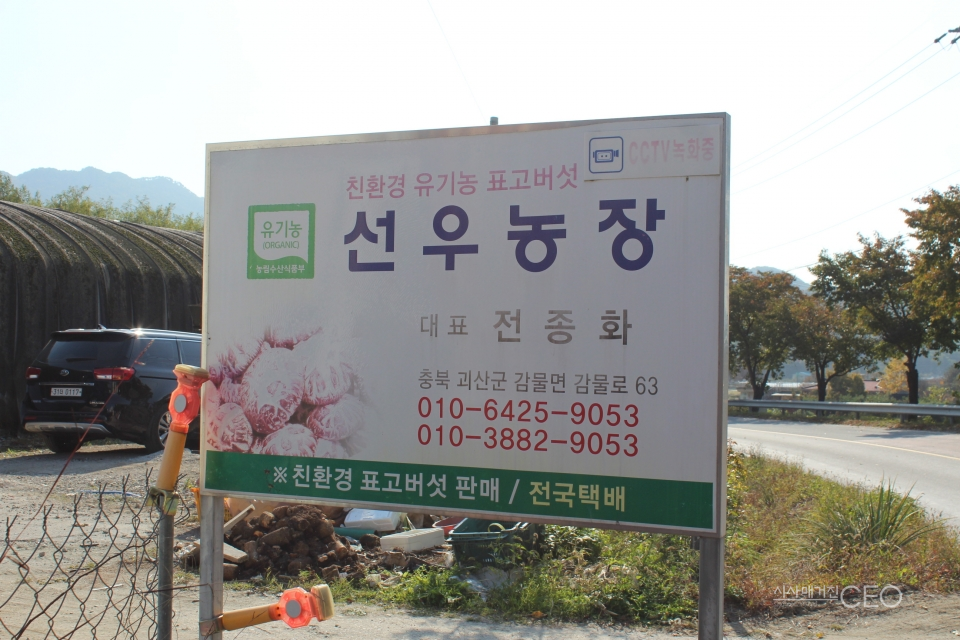 CCTV녹화중
친환경 유기농 표고버섯
유기농
(ORGANIC)
농림수산식품부
선우농장
대표 전종화
충북 괴산군 감물면 감물로 63
010-6425-9053
010-3882-9053
※친환경 표고버섯 판매 / 전국택배
시사매거진 CEO